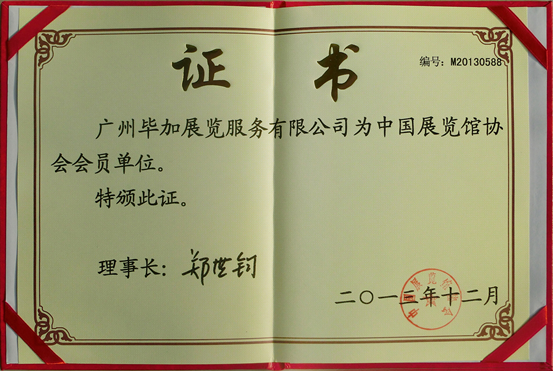 证书
编号：M20130588
广州毕加展览服务有限公司为中国展览馆协
会会员单位。
特颁此证。
理事长：郑世钧
二〇一三年十二月